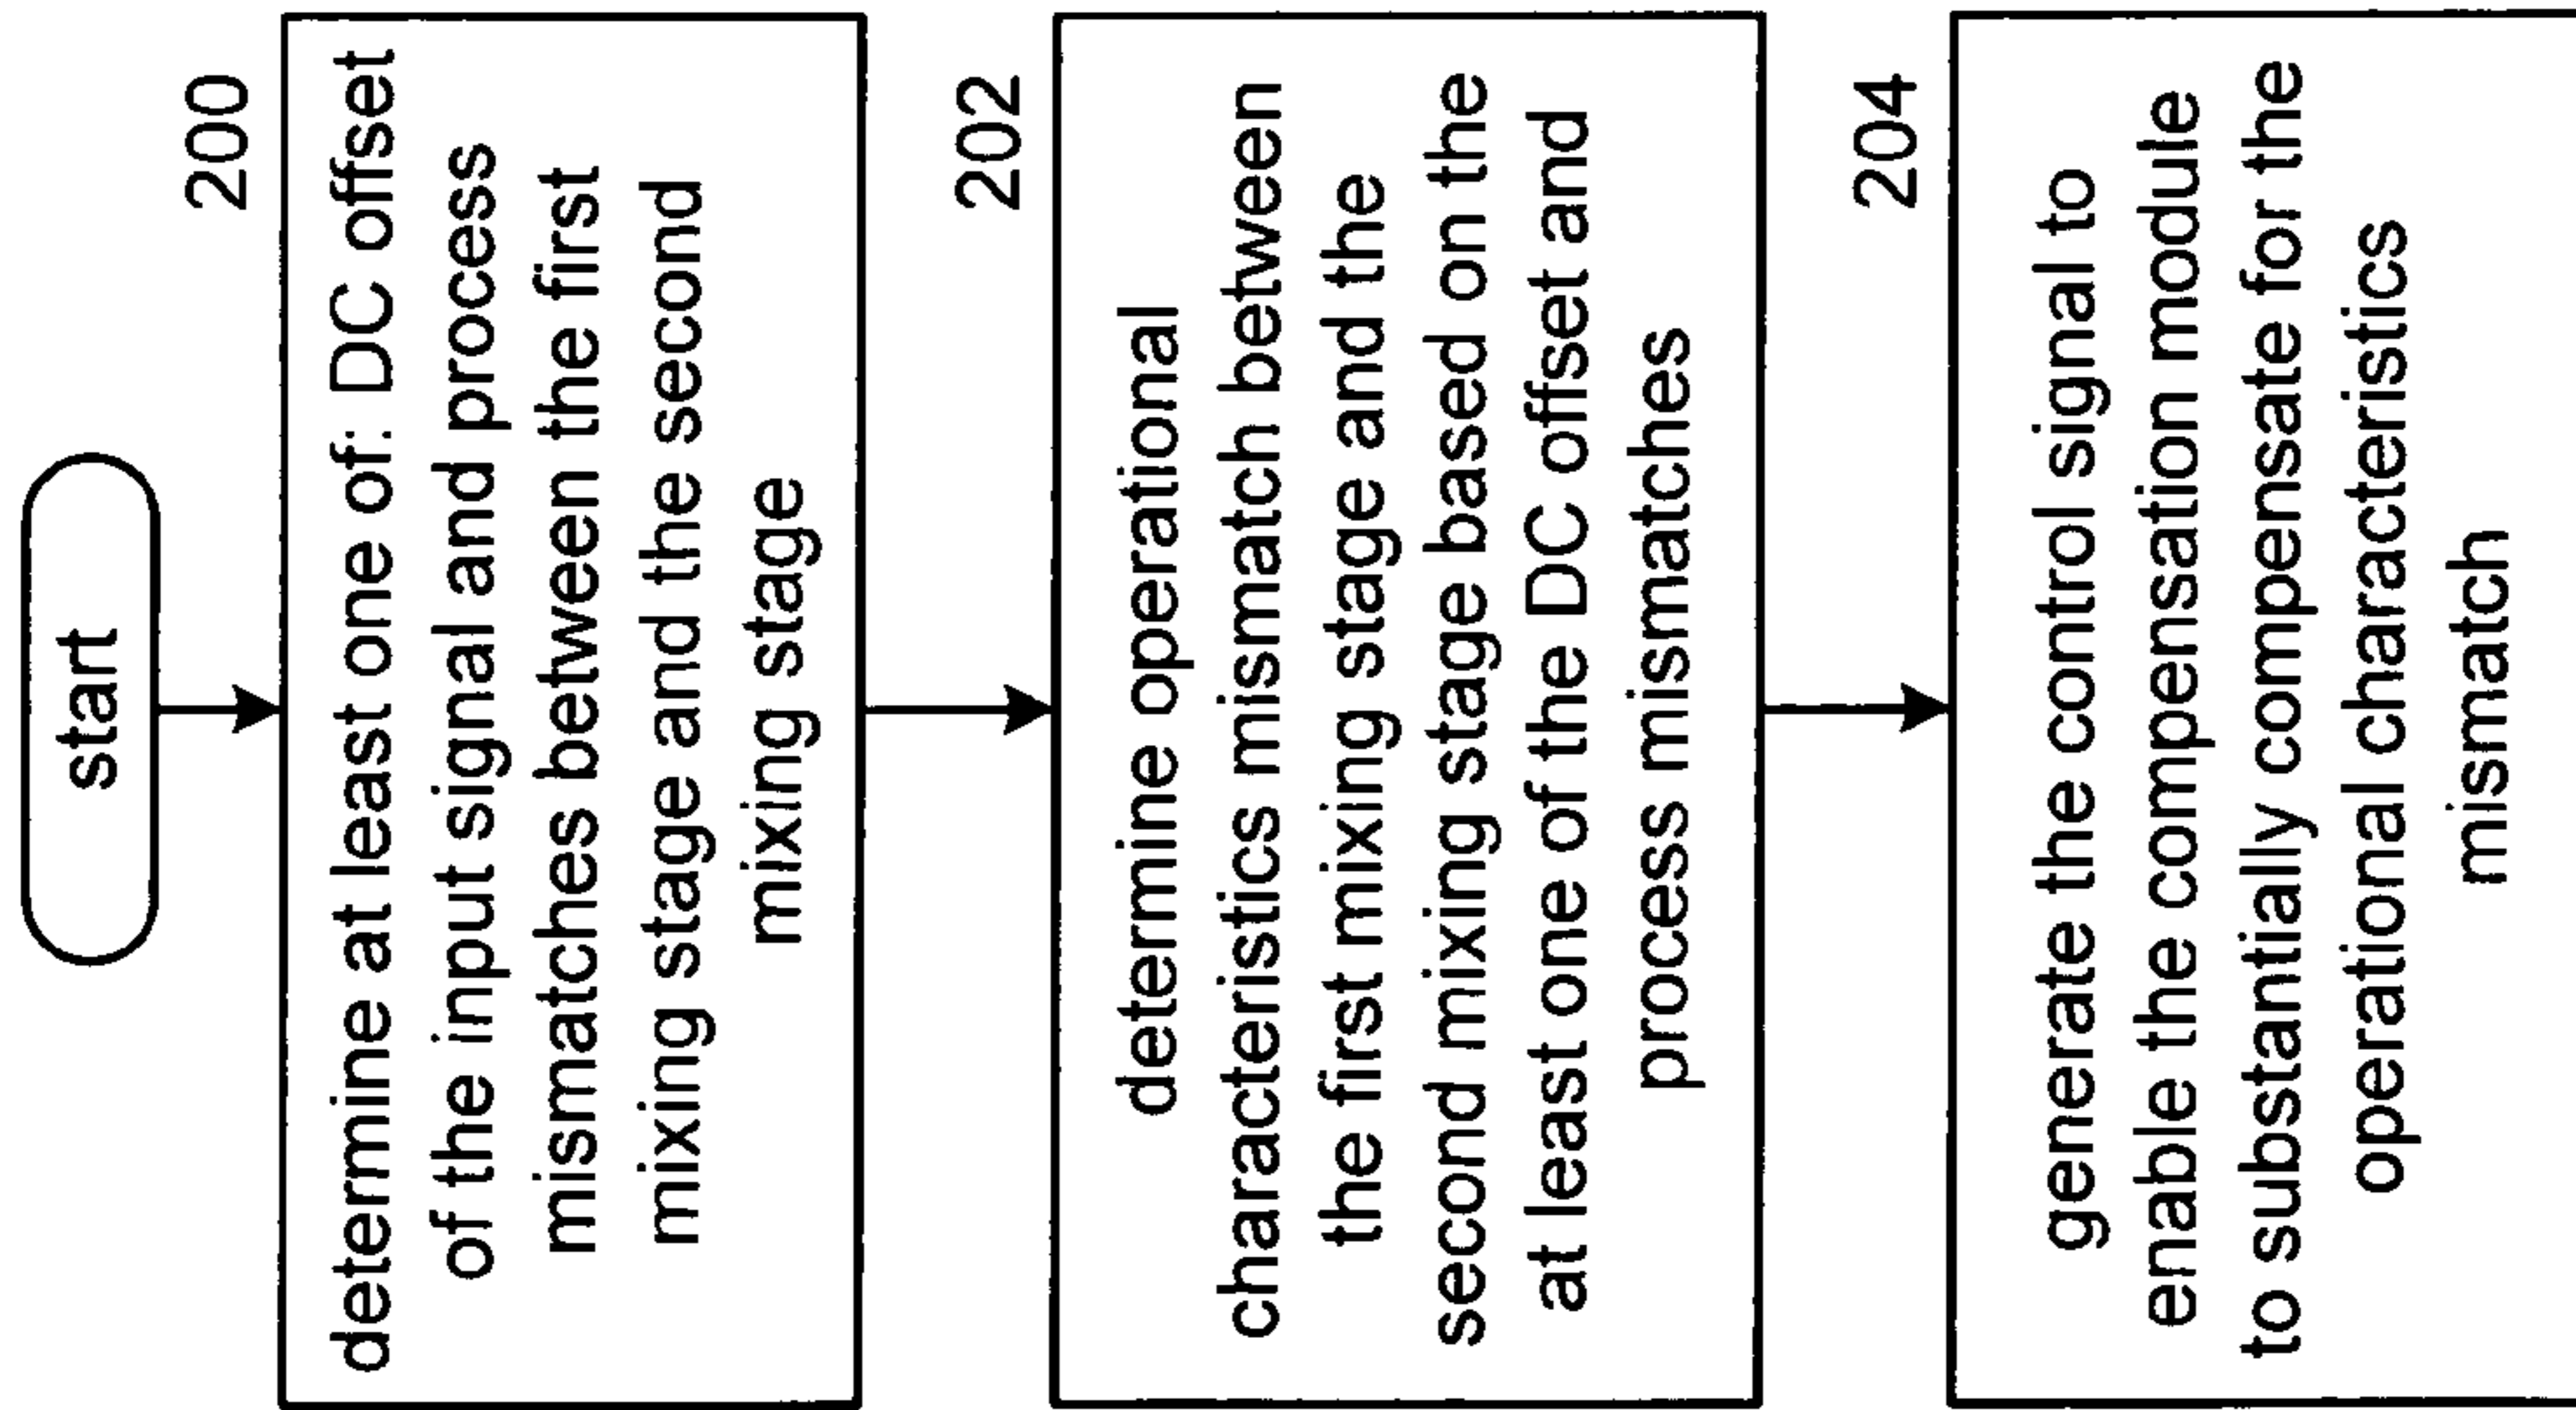 start
200
determine at least one of: DC offset
of the input signal and process
mismatches between the first
mixing stage and the second
mixing stage
202
determine operational
characteristics mismatch between
the first mixing stage and the
second mixing stage based on the
at least one of the DC offset and
process mismatches
204
generate the control signal to
enable the compensation module
to substantially compensate for the
operational characteristics
mismatch